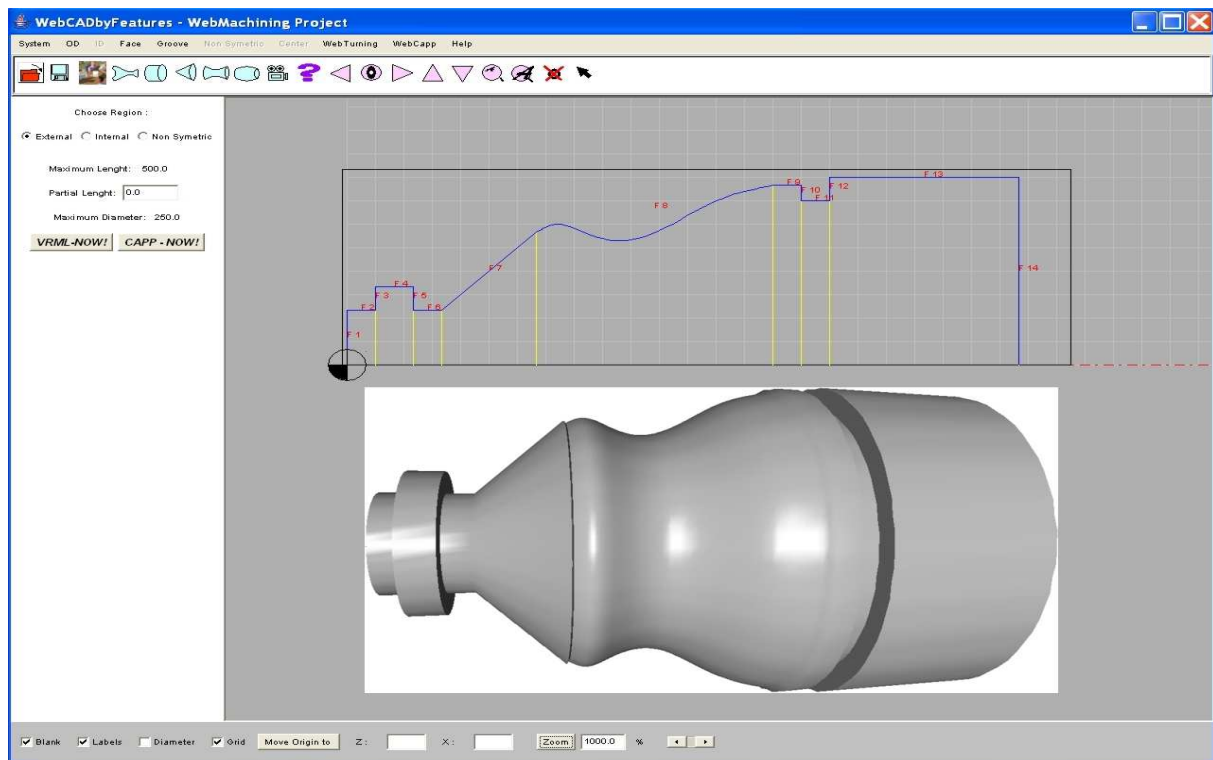 WebCADbyFeatures - WebMachining Project
System OD ID Face Groove Non Symetric Center WebTurning WebCapp Help
Choose Region :
External Internal Non Symetric
Maximum Lenght: 500.0
Partial Lenght: 0.0
Maximum Diameter: 250.0
VRML-NOW! CAPP - NOW!
F 13
F 9
F 10
F 12
F 11
F 8
F 7
F 14
F 4
F 3
F 5
F 2
F 6
F 1
Blank Labels Diameter Grid Move Origin to Z : X : Zoom 1000.0 %